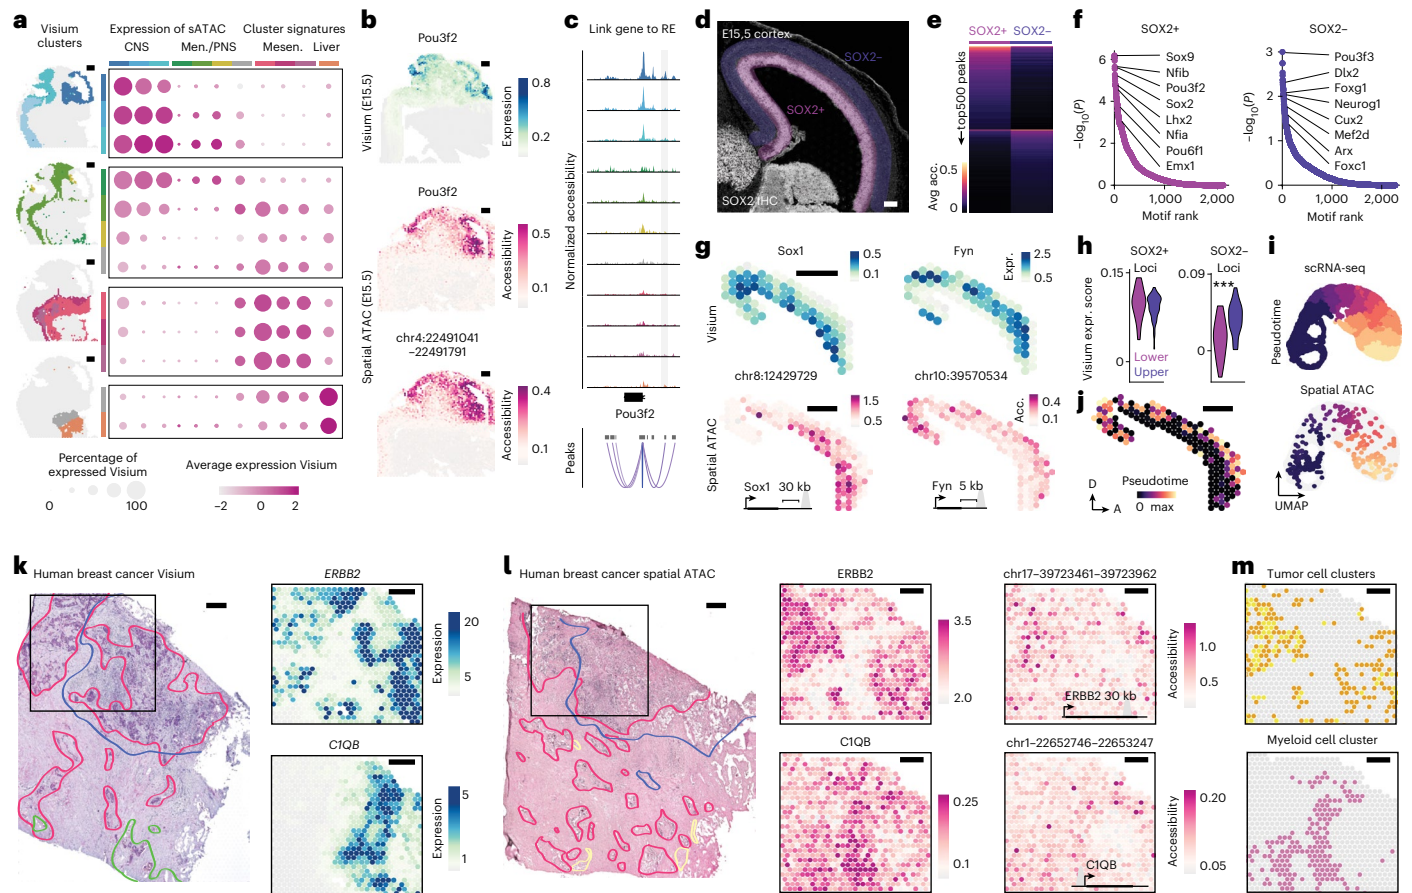 a
Visium
clusters
Expression of sATAC
Cluster signatures
CNS
Men./PNS
Mesen.
Liver
Percentage of
expressed Visium
0
100
Average expression Visium
−2
0
2
b
Pou3f2
Visium (E15.5)
Expression
0.8
0.5
0.2
Pou3f2
Spatial ATAC (E15.5)
Accessibility
0.5
0.1
chr4:22491041
−22491791
Accessibility
0.4
0.1
c
Link gene to RE
Normalized accessibility
Pou3f2
Peaks
d
E15,5 cortex
SOX2−
SOX2+
SOX2 IHC
e
SOX2+
SOX2−
top500 peaks
Avg acc.
0.5
0
f
SOX2+
−log10(P)
6
4
2
0
Sox9
Nfib
Pou3f2
Sox2
Lhx2
Nfia
Pou6f1
Emx1
0
1,000
2,000
Motif rank
SOX2−
−log10(P)
3
2
1
0
Pou3f3
Dlx2
Foxg1
Neurog1
Cux2
Mef2d
Arx
Foxc1
0
1,000
2,000
Motif rank
g
Sox1
0.5
0.1
Fyn
Expr.
2.5
0.5
Visium
chr8:12429729
1.5
0.5
chr10:39570534
Acc.
0.4
0.1
Spatial ATAC
Sox1
30 kb
Fyn
5 kb
h
SOX2+
Loci
SOX2−
Loci
Visium expr. score
0.15
0
0.09
0
***
Lower
Upper
i
scRNA-seq
Pseudotime
Spatial ATAC
UMAP
j
D
A
Pseudotime
0 max
k
Human breast cancer Visium
ERBB2
Expression
20
5
C1QB
Expression
5
1
l
Human breast cancer spatial ATAC
ERBB2
3.5
2.0
chr17−39723461−39723962
Accessibility
1.0
0.5
ERBB2 30 kb
C1QB
0.25
0.1
chr1−22652746−22653247
Accessibility
0.20
0.05
C1QB
m
Tumor cell clusters
Myeloid cell cluster